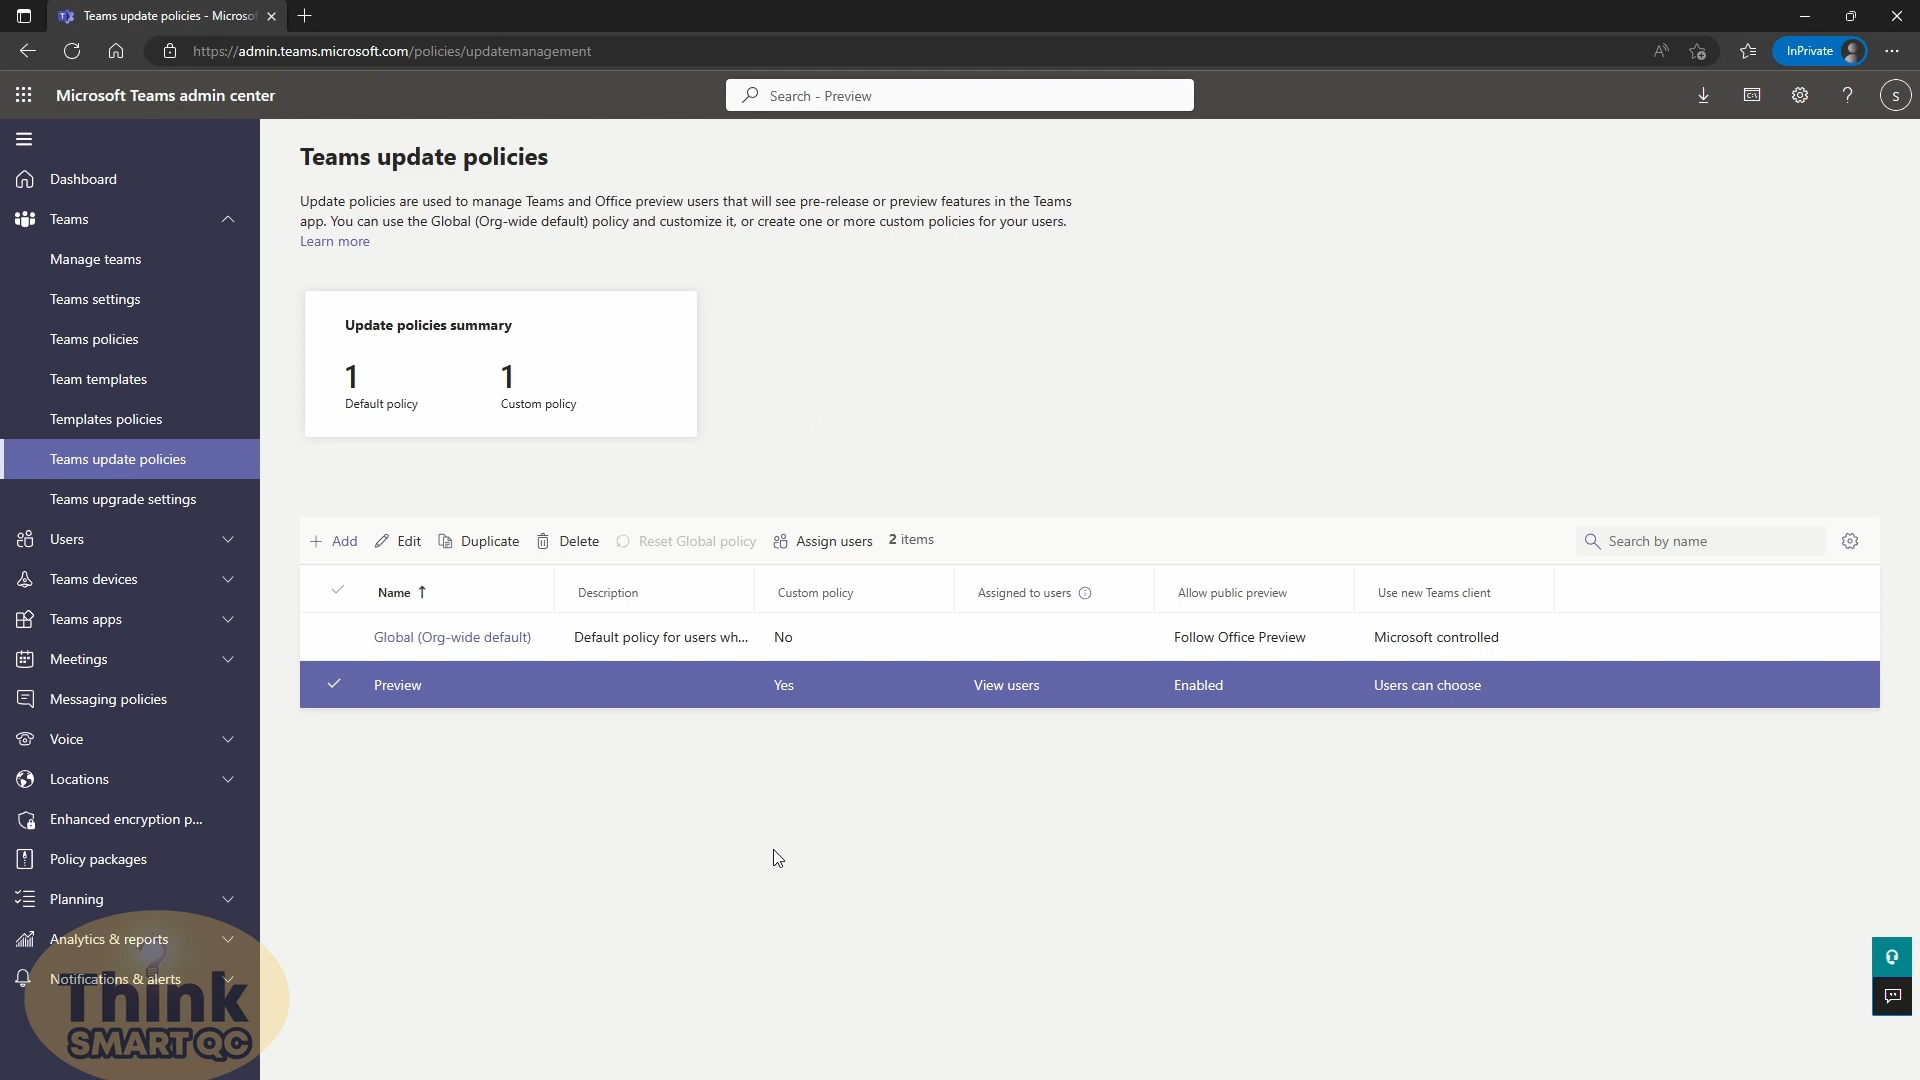 Teams update policies - Microsof
https://admin.teams.microsoft.com/policies/updatemanagement
InPrivate
Microsoft Teams admin center
Search - Preview
S
Dashboard
Teams
Manage teams
Teams settings
Teams policies
Team templates
Templates policies
Teams update policies
Teams upgrade settings
Users
Teams devices
Teams apps
Meetings
Messaging policies
Voice
Locations
Enhanced encryption p...
Policy packages
Planning
Analytics & reports
Notifications & alerts
Think
SMART QC
Teams update policies
Update policies are used to manage Teams and Office preview users that will see pre-release or preview features in the Teams
app. You can use the Global (Org-wide default) policy and customize it, or create one or more custom policies for your users.
Learn more
Update policies summary
1 1
Default policy Custom policy
Add Edit Duplicate Delete Reset Global policy Assign users 2 items Search by name
Name ↑ Description Custom policy Assigned to users Allow public preview Use new Teams client
Global (Org-wide default) Default policy for users wh... No Follow Office Preview Microsoft controlled
Preview Yes View users Enabled Users can choose